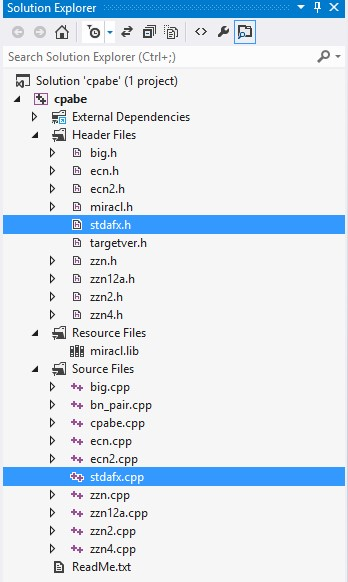 Solution Explorer
Search Solution Explorer (Ctrl+;)
Solution 'cpabe' (1 project)
cpabe
External Dependencies
Header Files
big.h
ecn.h
ecn2.h
miracl.h
stdafx.h
targetver.h
zzn.h
zzn12a.h
zzn2.h
zzn4.h
Resource Files
miracl.lib
Source Files
big.cpp
bn_pair.cpp
cpabe.cpp
ecn.cpp
ecn2.cpp
stdafx.cpp
zzn.cpp
zzn12a.cpp
zzn2.cpp
zzn4.cpp
ReadMe.txt